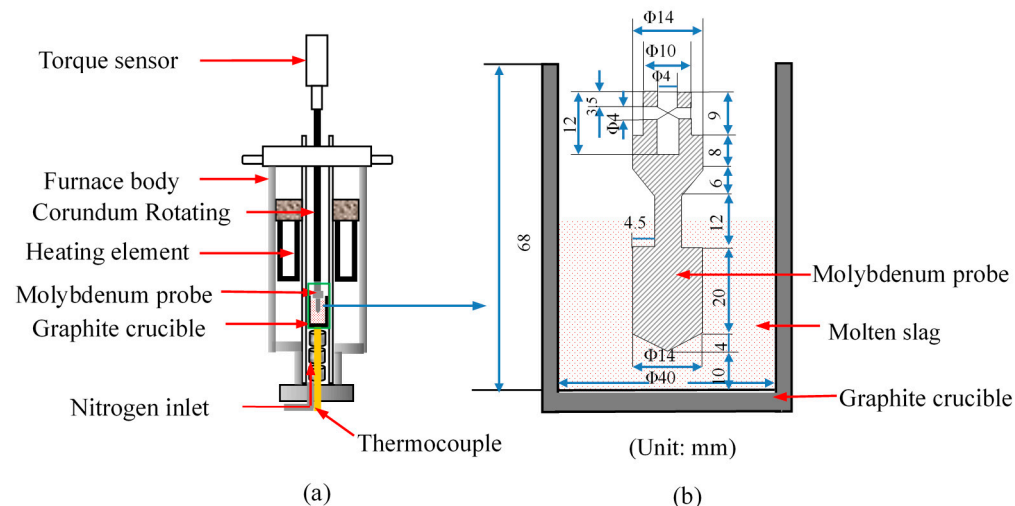 Torque sensor
Furnace body
Corundum Rotating
Heating element
Molybdenum probe
Graphite crucible
Nitrogen inlet
Thermocouple
(a)
Φ14
Φ10
Φ4
3.5
Φ4
12
9
8
6
12
4.5
68
20
Molybdenum probe
Molten slag
4
Φ14
10
Φ40
Graphite crucible
(Unit: mm)
(b)